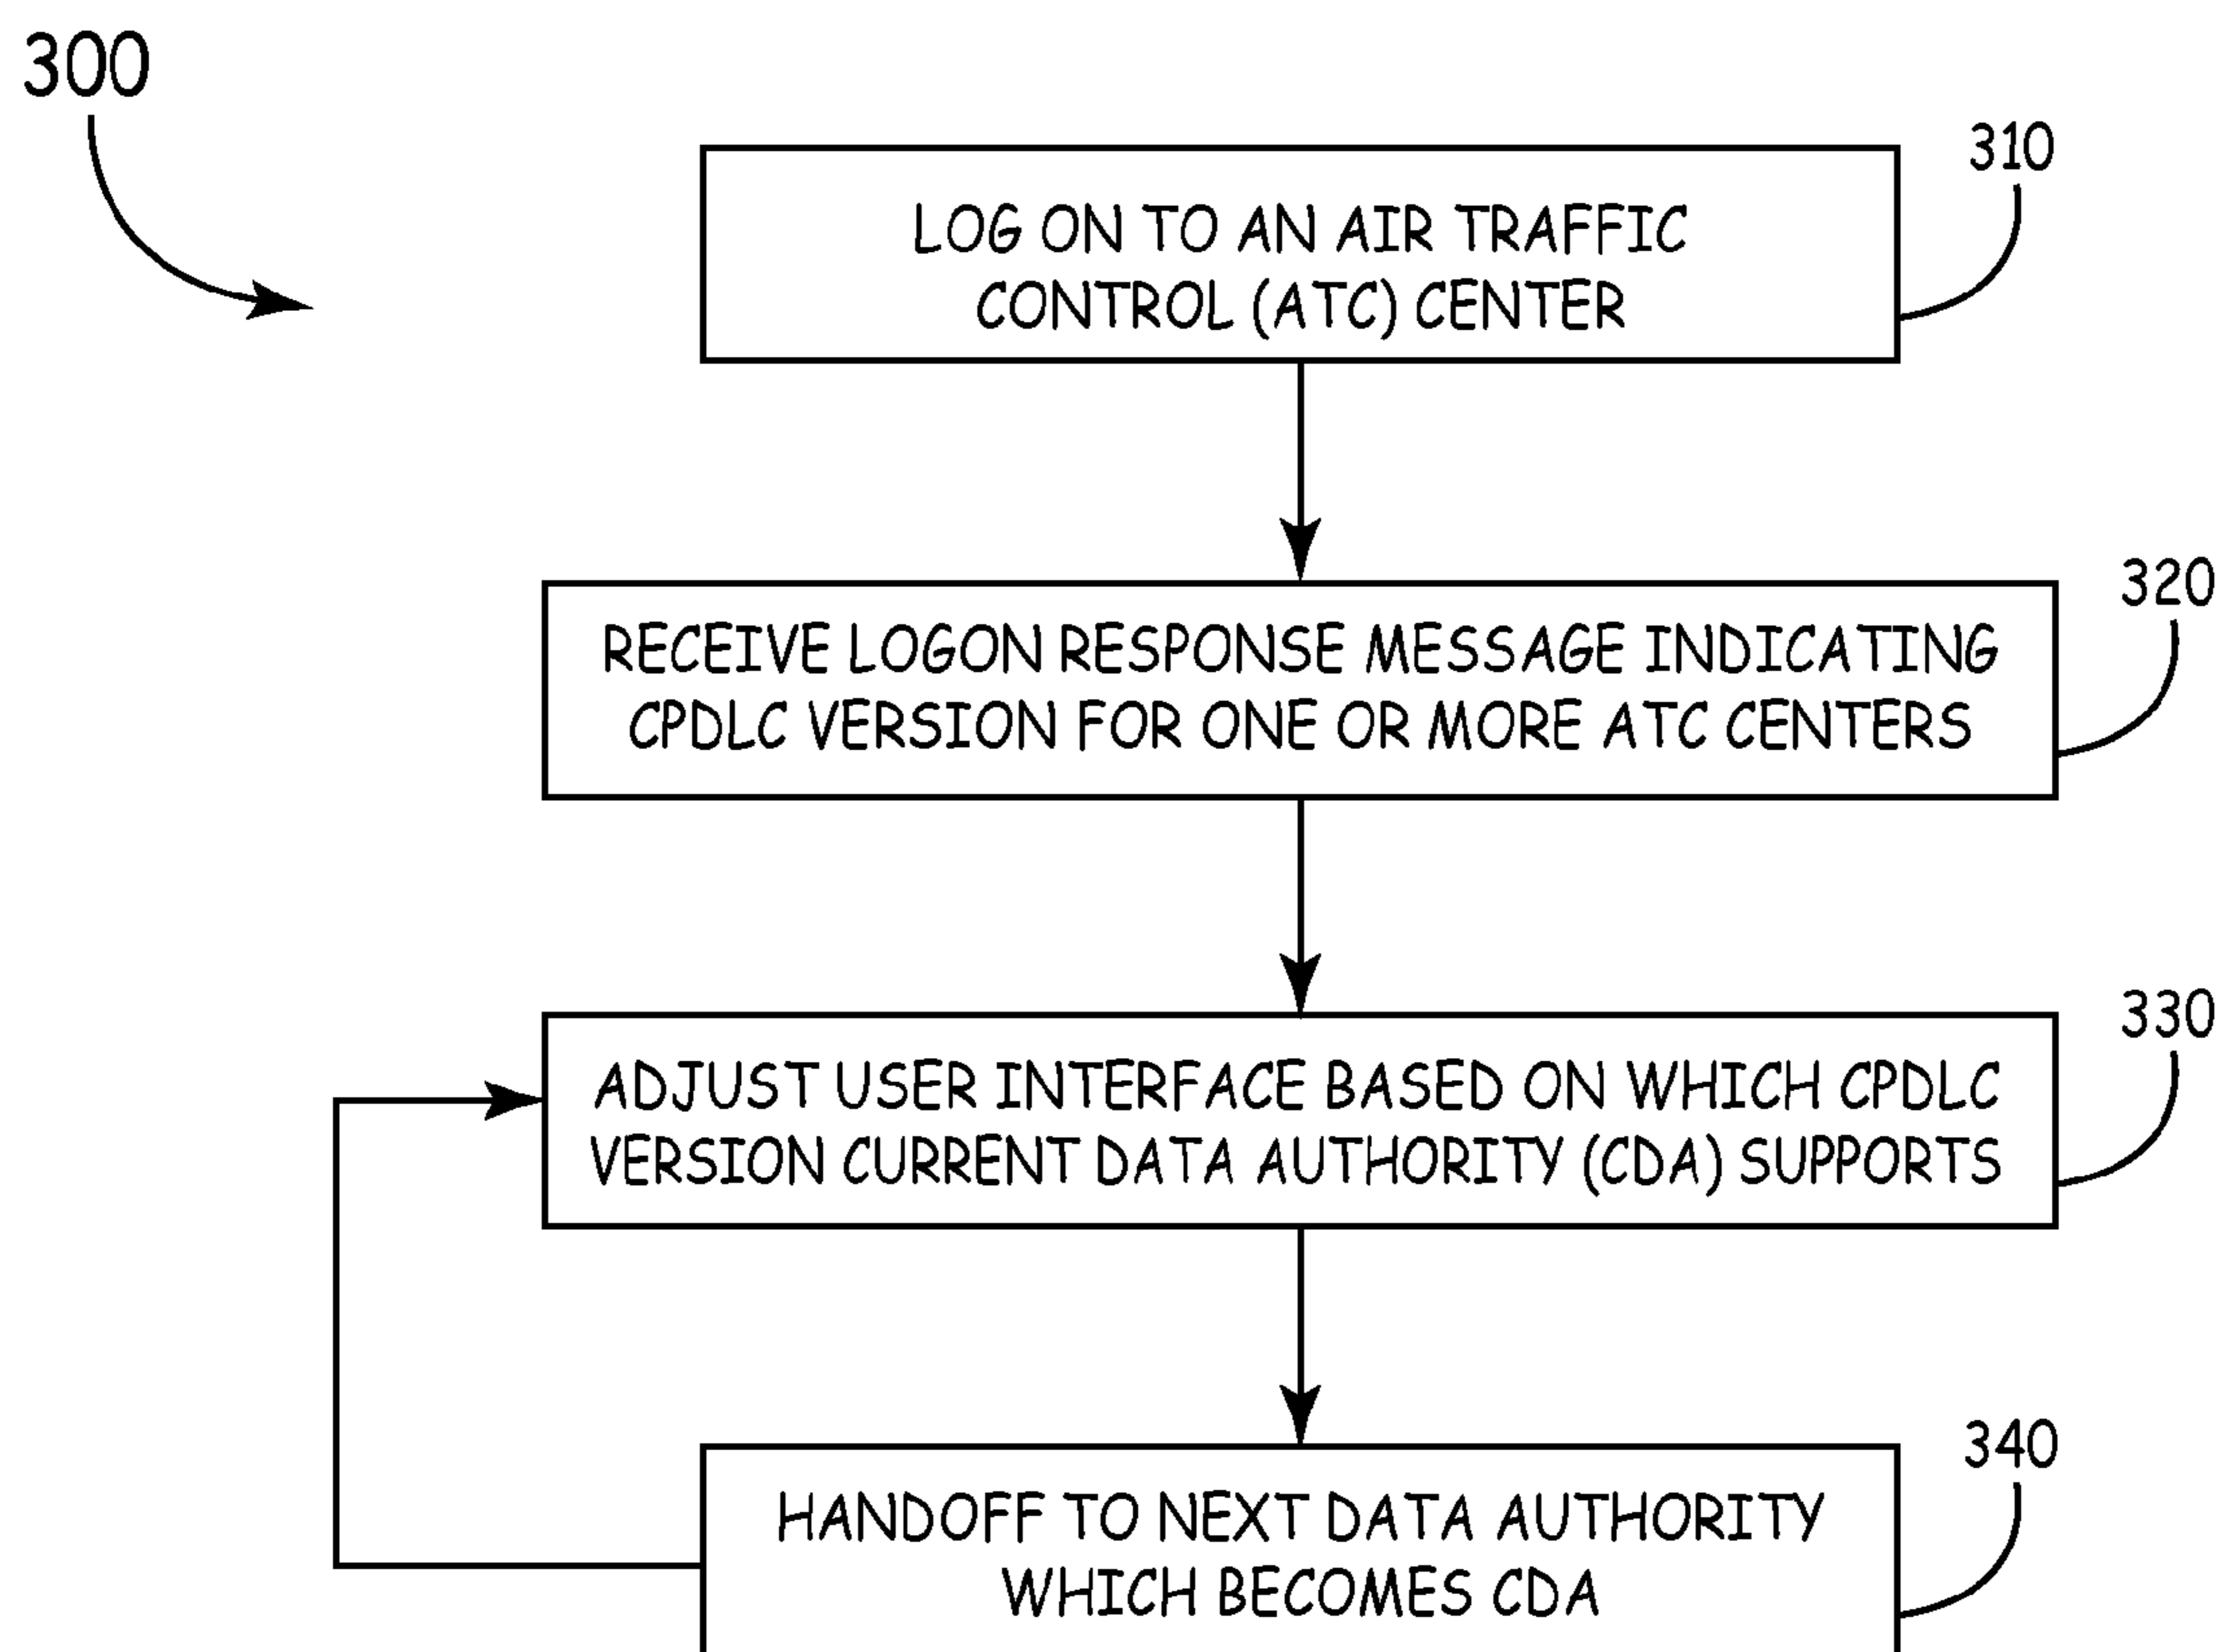 300
310
LOG ON TO AN AIR TRAFFIC
CONTROL (ATC) CENTER
320
RECEIVE LOGON RESPONSE MESSAGE INDICATING
CPDLC VERSION FOR ONE OR MORE ATC CENTERS
330
ADJUST USER INTERFACE BASED ON WHICH CPDLC
VERSION CURRENT DATA AUTHORITY (CDA) SUPPORTS
340
HANDOFF TO NEXT DATA AUTHORITY
WHICH BECOMES CDA